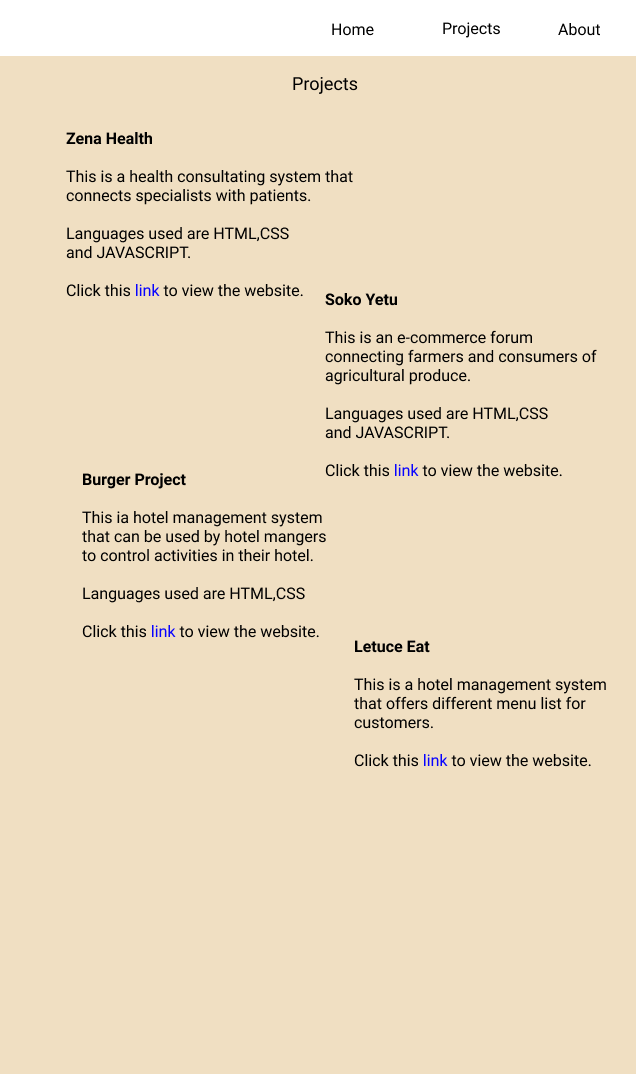 Home Projects About
Projects
Zena Health
This is a health consultating system that
connects specialists with patients.
Languages used are HTML,CSS
and JAVASCRIPT.
Click this link to view the website.
Soko Yetu
This is an e-commerce forum
connecting farmers and consumers of
agricultural produce.
Languages used are HTML,CSS
and JAVASCRIPT.
Click this link to view the website.
Burger Project
This ia hotel management system
that can be used by hotel mangers
to control activities in their hotel.
Languages used are HTML,CSS
Click this link to view the website.
Letuce Eat
This is a hotel management system
that offers different menu list for
customers.
Click this link to view the website.